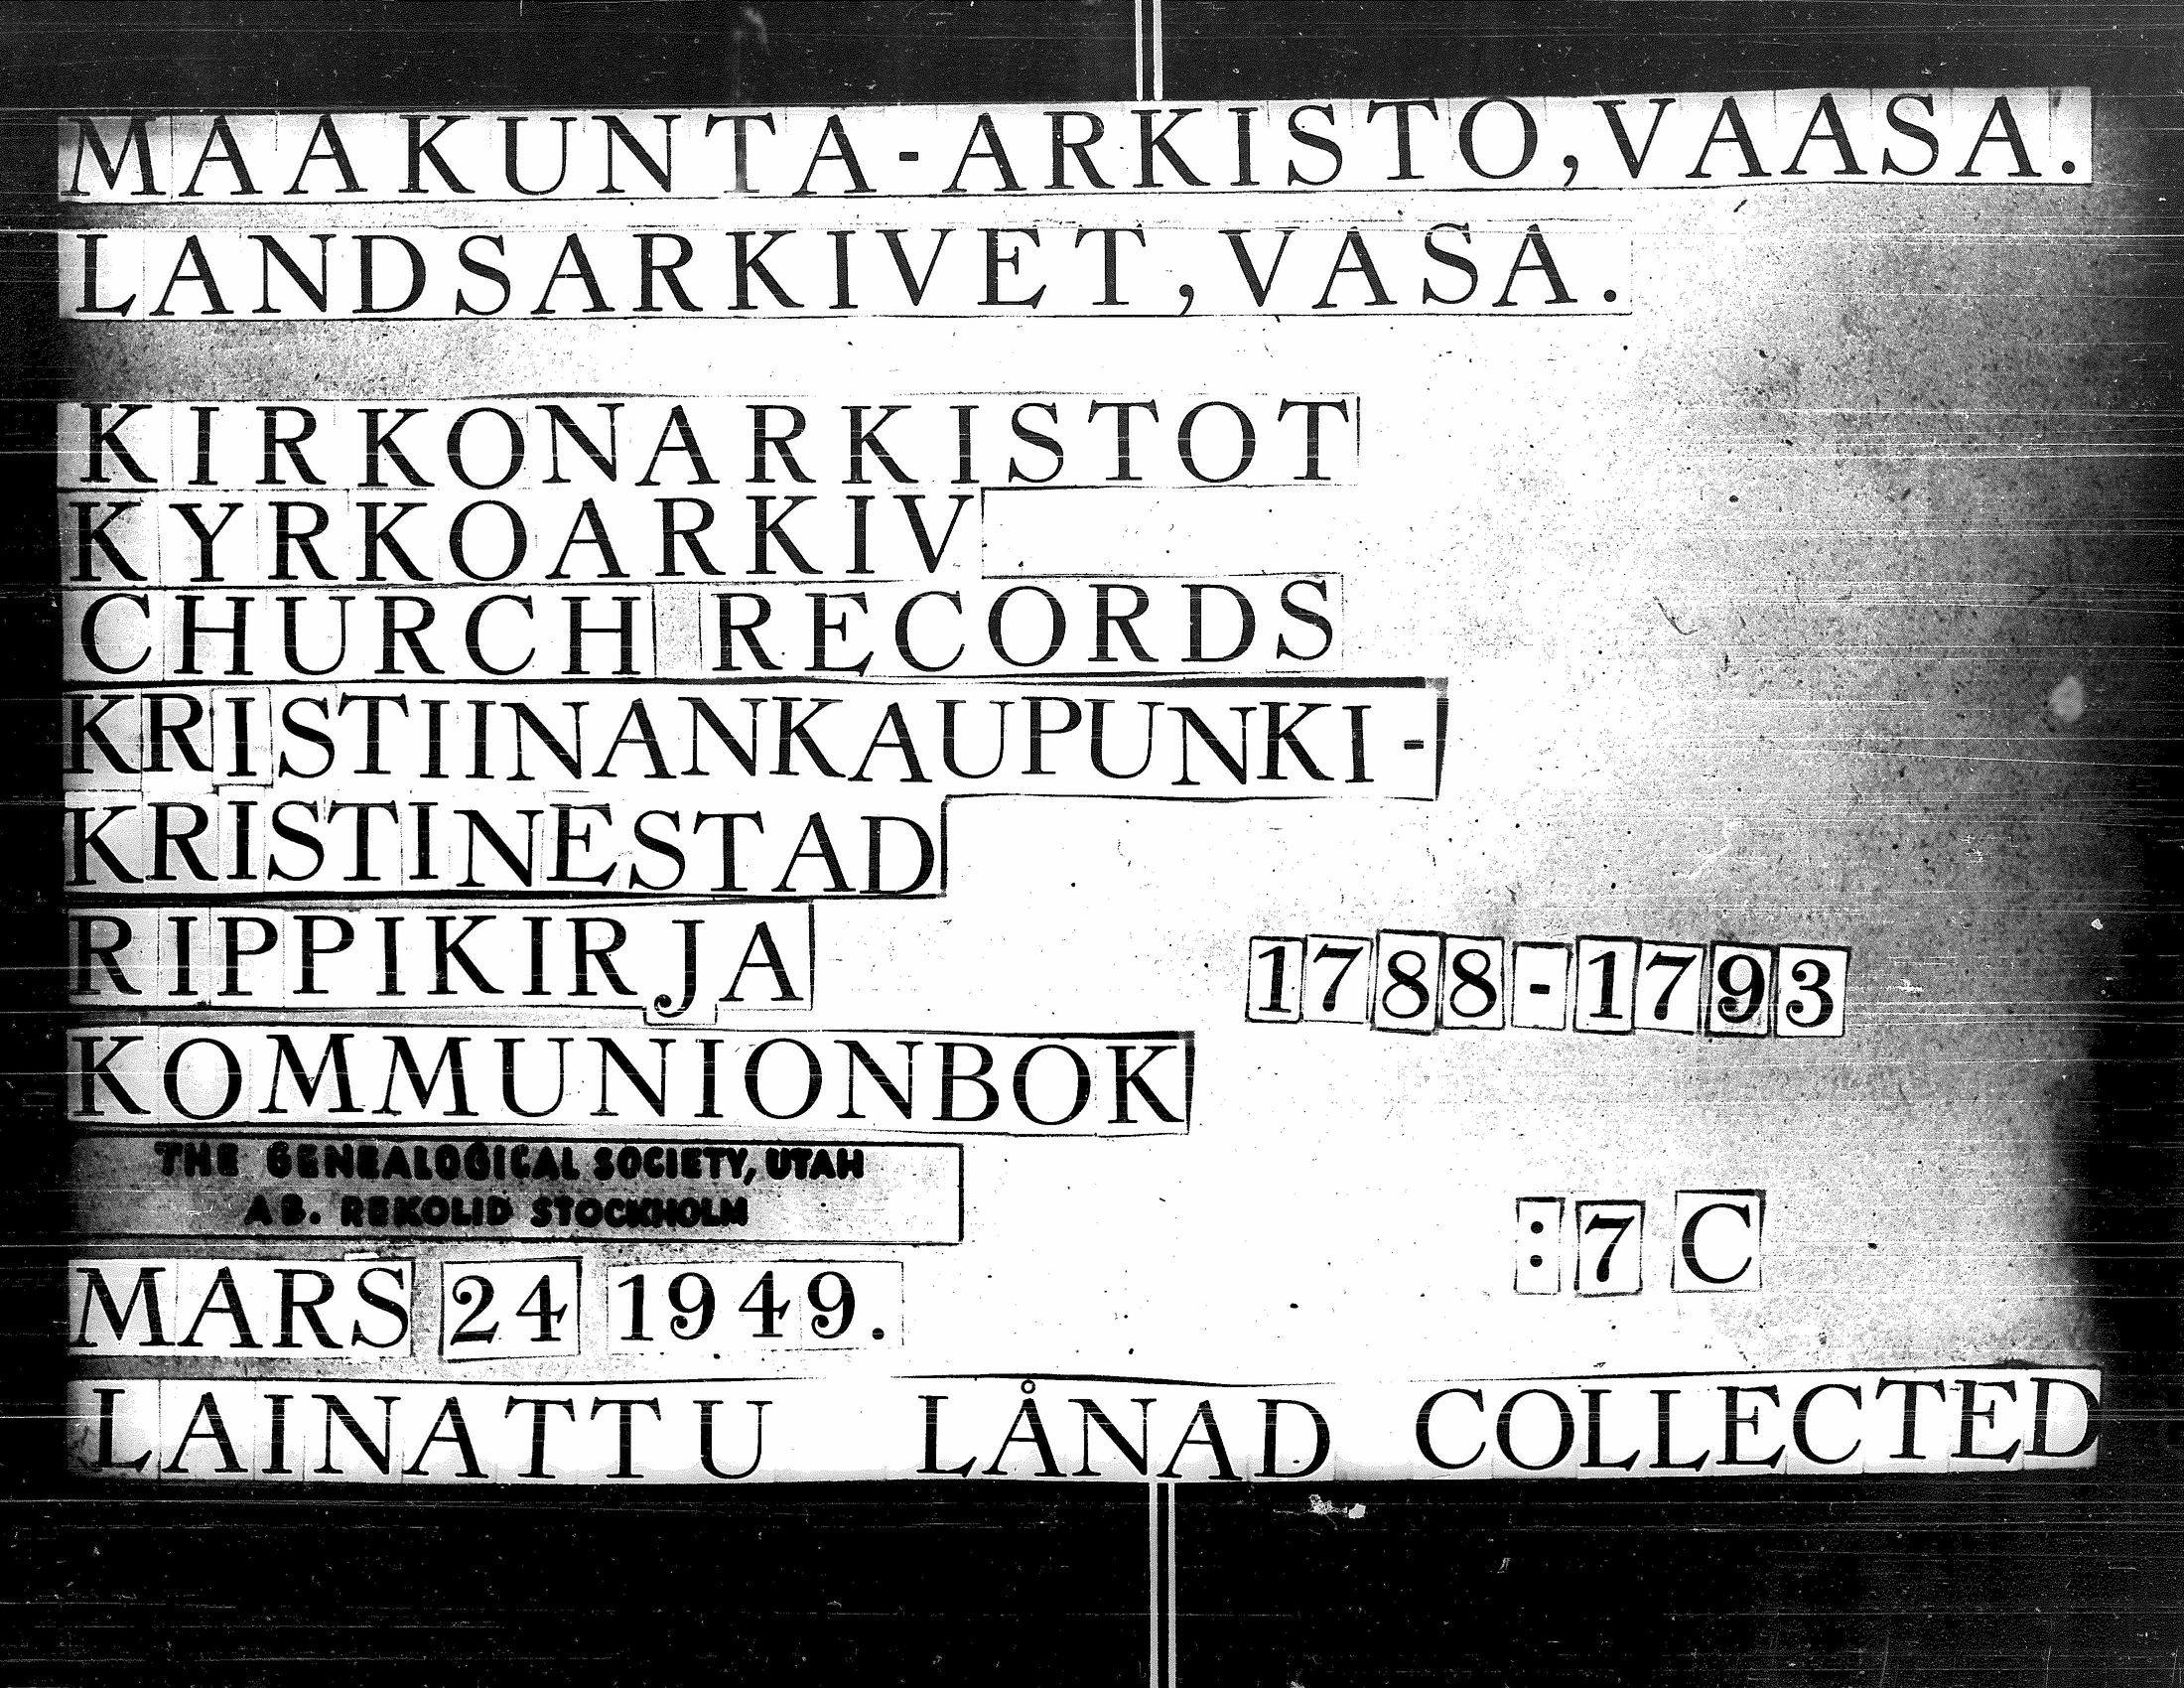 MAAKUNTA-ARKISTO, VAASA.
LANDSARKIVET, VASA.
KIRKONARKISTOT
KYRKOARKIV
CHURCH RECORDS
KRISTIINANKAUPUNKI-
KRISTINESTAD
RIPPIKIRJA 1788-1793
KOMMUNIONBOK
THE GENEALOGICAL SOCIETY, UTAH
AB. REKOLID STOCKHOLM
:7 C
MARS 24 1949.
LAINATTU LÅNAD COLLECTED